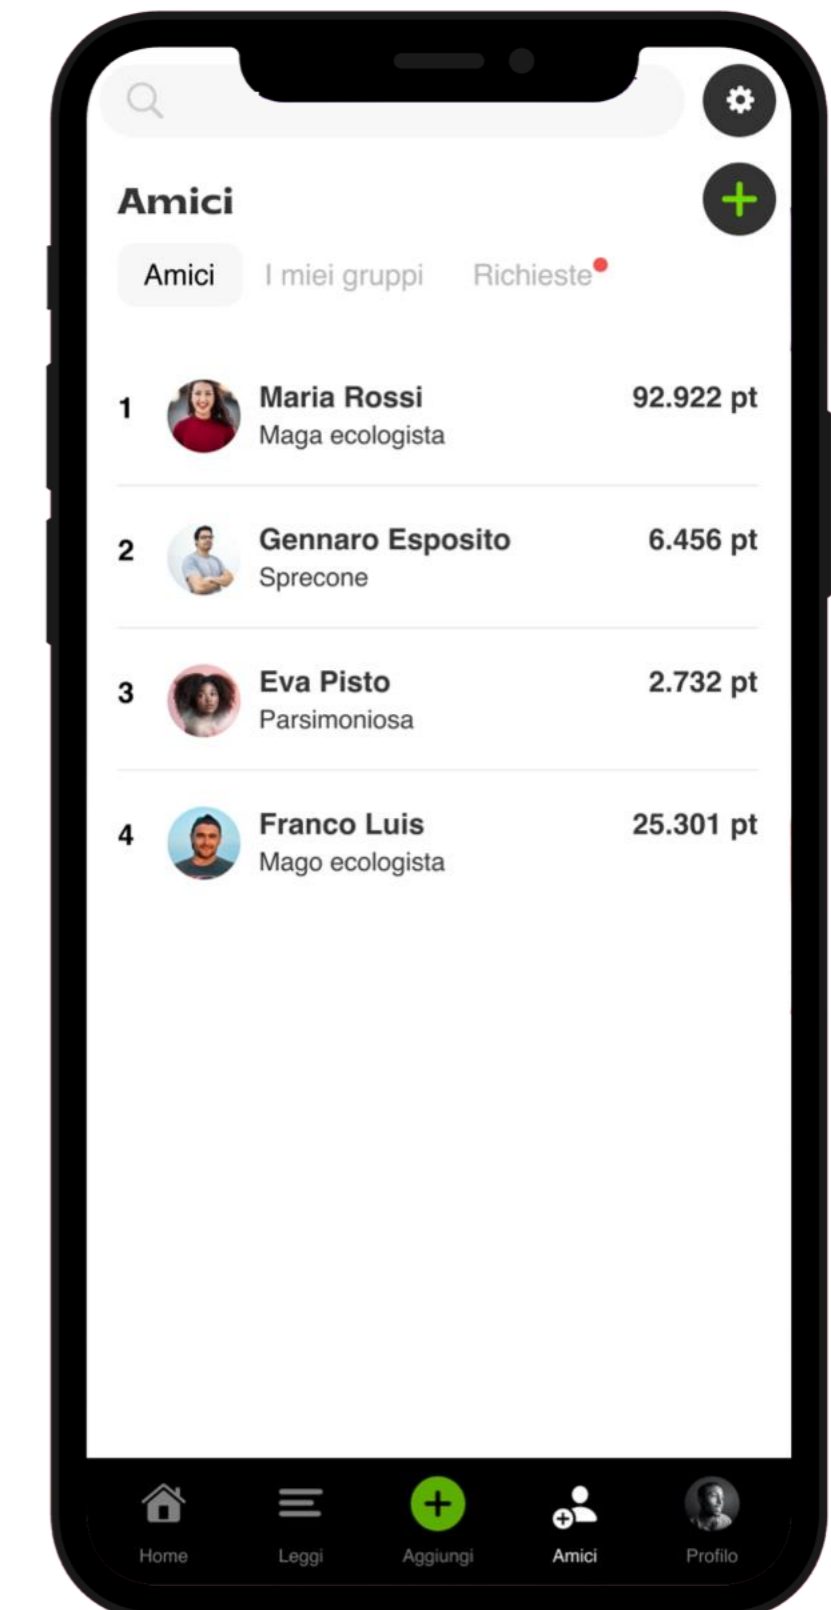 Amici
Amici I miei gruppi Richieste
1 Maria Rossi 92.922 pt
Maga ecologista
2 Gennaro Esposito 6.456 pt
Sprecone
3 Eva Pisto 2.732 pt
Parsimoniosa
4 Franco Luis 25.301 pt
Mago ecologista
Home Leggi Aggiungi Amici Profilo